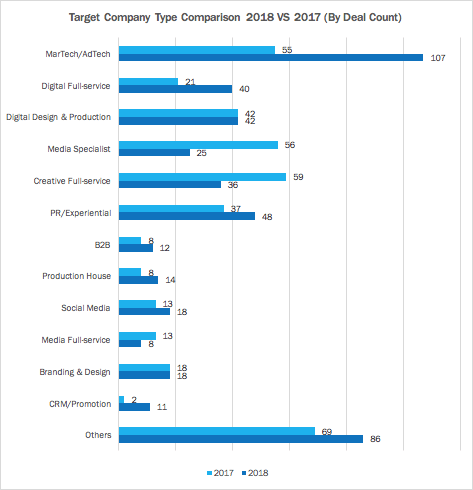 Target Company Type Comparison 2018 VS 2017 (By Deal Count)
MarTech/AdTech
55
107
Digital Full-service
21
40
Digital Design & Production
42
42
Media Specialist
56
25
Creative Full-service
59
36
PR/Experiential
37
48
B2B
8
12
Production House
8
14
Social Media
13
18
Media Full-service
13
8
Branding & Design
18
18
CRM/Promotion
2
11
Others
69
86
2017 2018